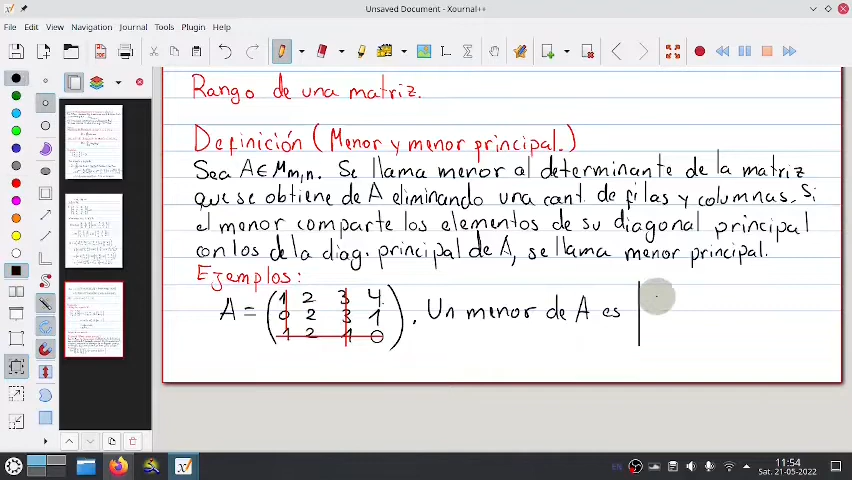 Unsaved Document - Xournal++
File Edit View Navigation Journal Tools Plugin Help
PDF
Rango de una matriz.
Definición (Menor y menor principal.)
Sea A ∈ Mm,n. Se llama menor al determinante de la matriz
que se obtiene de A eliminando una cant. de filas y columnas. Si
el menor comparte los elementos de su diagonal principal
con los de la diag. principal de A, se llama menor principal.
Ejemplos:
1 2 3 4
A = ( 0 2 3 1 ) . Un menor de A es |
1 2 1 0
EN
11:54
Sat. 21-05-2022